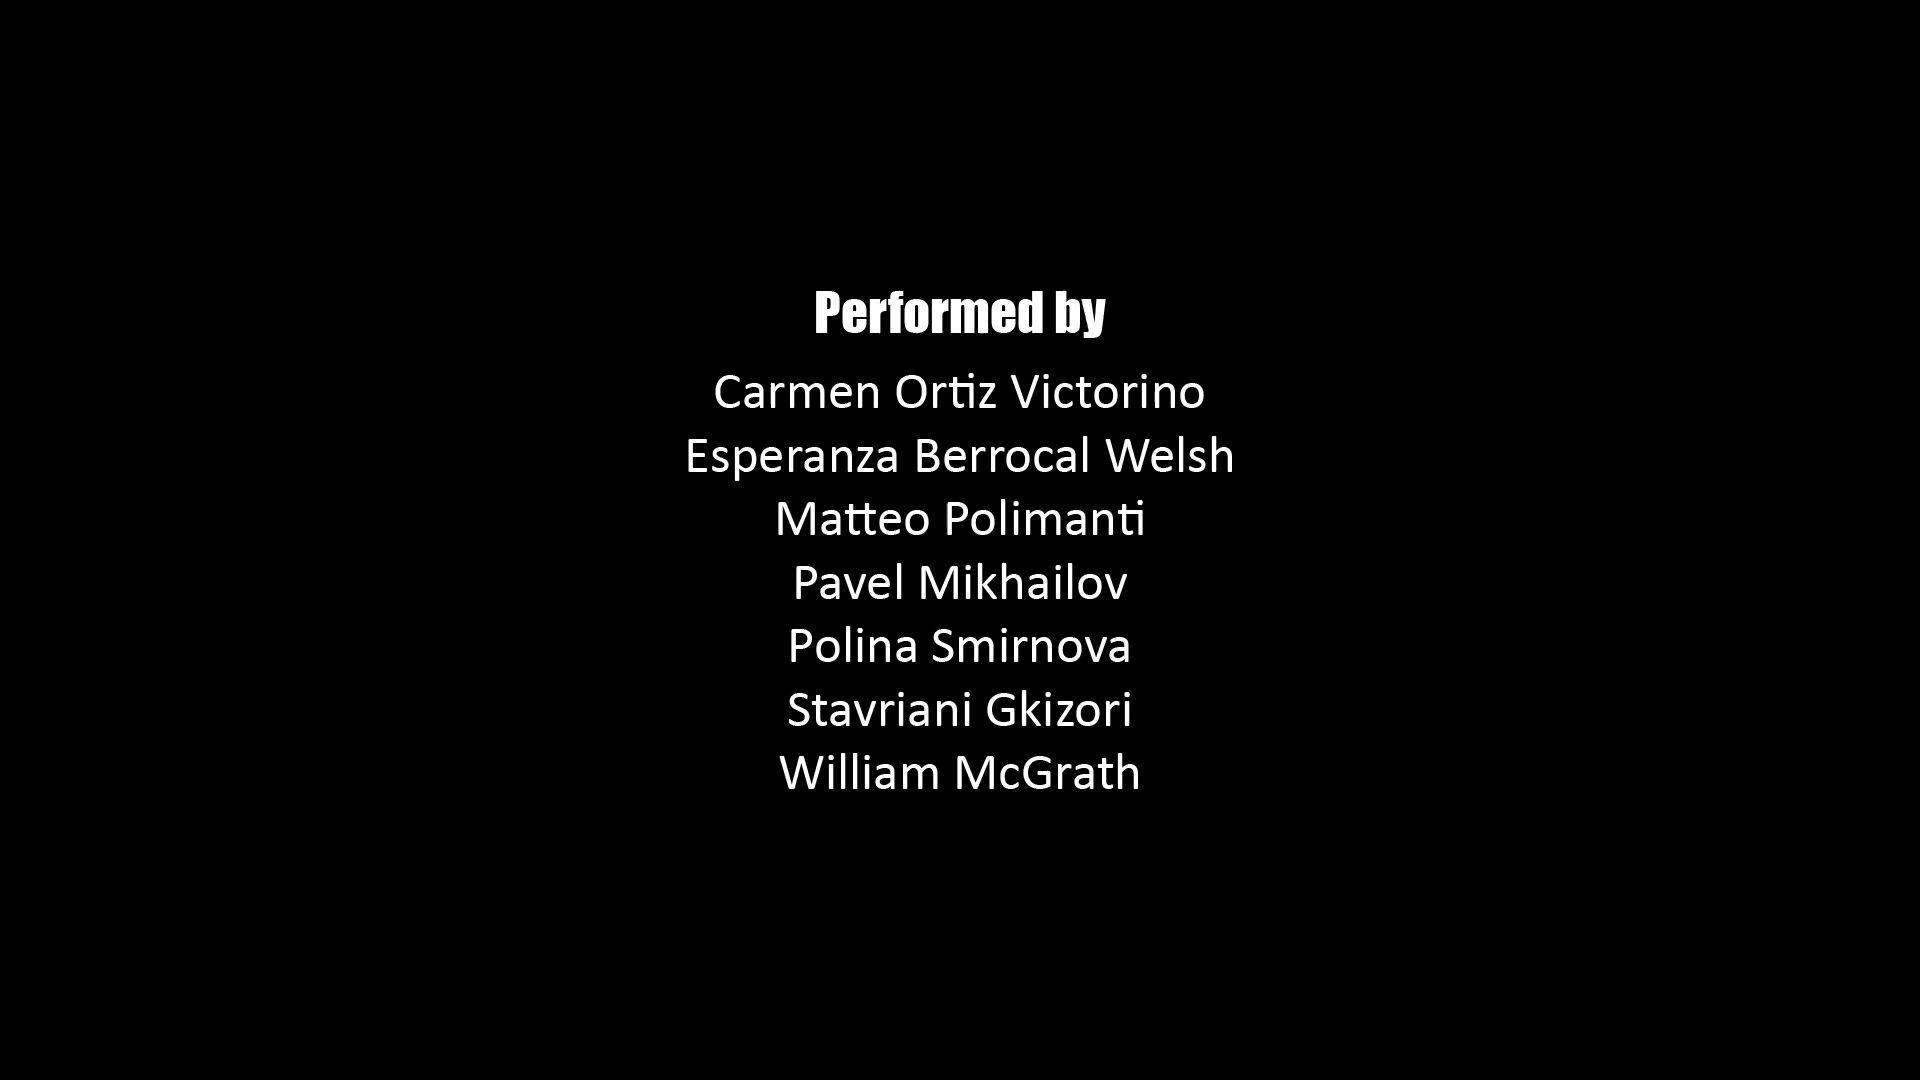 Performed by
Carmen Ortiz Victorino
Esperanza Berrocal Welsh
Matteo Polimanti
Pavel Mikhailov
Polina Smirnova
Stavriani Gkizori
William McGrath